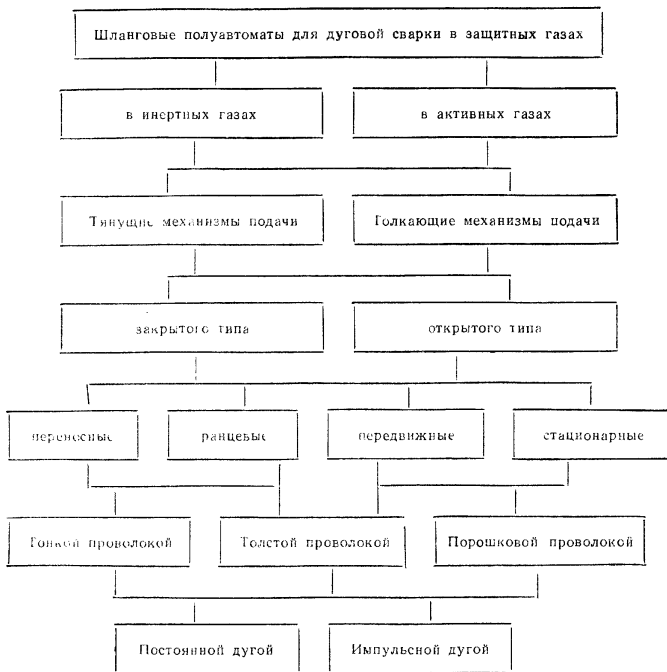 Шланговые полуавтоматы для дуговой сварки в защитных газах
в инертных газах
в активных газах
Тянущие механизмы подачи
Толкающие механизмы подачи
закрытого типа
открытого типа
переносные
ранцевые
передвижные
стационарные
Тонкой проволокой
Толстой проволокой
Порошковой проволокой
Постоянной дугой
Импульсной дугой